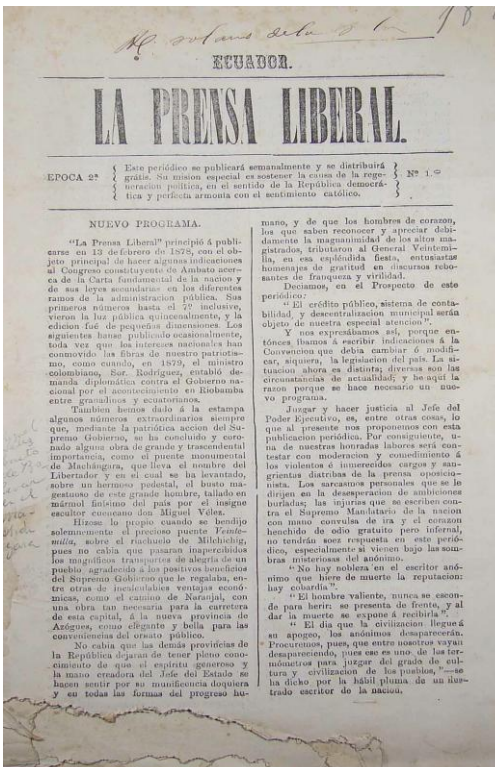 ECUADOR.
LA PRENSA LIBERAL.
EPOCA 2ª
Este periódico se publicará semanalmente y se distribuirá
grátis. Su mision especial es sostener la causa de la rege-
neracion política, en el sentido de la República democrá-
tica y perfecta armonia con el sentimiento católico.
Nº 1.º
NUEVO PROGRAMA.
"La Prensa Liberal" principió á publi-
carse en 13 de febrero de 1878, con el ob-
jeto principal de hacer algunas indicaciones
al Congreso constituyente de Ambato acer-
ca de la Carta fundamental de la nacion y
de sus leyes secundarias en los diferentes
ramos de la administracion pública. Sus
primeros números hasta el 7º inclusive,
vieron la luz pública quincenalmente, y la
edicion fué de pequeñas dimensiones. Los
siguientes hanse publicado ocasionalmente,
toda vez que los intereses nacionales han
conmovido las fibras de nuestro patriotis-
mo, como cuando, en 1879, el ministro
colombiano, Sor. Rodríguez, entabló de-
manda diplomática contra el Gobierno na-
cional por el acontecimiento en Riobamba
entre granadinos y ecuatorianos.
Tambien hemos dado á la estampa
algunos números extraordinarios siempre
que, mediante la patriótica accion del Su-
premo Gobierno, se ha concluido y coro-
nado alguna obra de grande y trascendental
importancia, como el puente monumental
de Machángara, que lleva el nombre del
Libertador y en el cual se ha levantado,
sobre un hermoso pedestal, el busto ma-
gestuoso de este grande hombre, tallado en
mármol finísimo del país por el insigne
escultor cuencano don Miguel Vélez.
Hízose lo propio cuando se bendijo
solemnemente el precioso puente Veinte-
milla, sobre el riachuelo de Milchichig,
pues no cabia que pasaran inapercibidos
los magníficos trasportes de alegría de un
pueblo agradecido á los positivos beneficios
del Supremo Gobierno que le regalaba, en-
tre otras de incalculables ventajas econó-
micas, como el camino de Naranjal, con
una obra tan necesaria para la carretera
de esta capital, á la nueva provincia de
Azógues, como elegante y bella para las
conveniencias del ornato público.
No cabia que las demás provincias de
la República dejaran de tener pleno cono-
cimiento de que el espíritu generoso y
la mano creadora del Jefe del Estado se
hacen sentir por su munificencia doquiera
y en todas las formas del progreso hu-
mano, y de que los hombres de corazon,
los que saben reconocer y apreciar debi-
damente la magnanimidad de los altos ma-
gistrados, tributaron al General Veintemi-
lla, en esa espléndida fiesta, entusiastas
homenajes de gratitud en discursos rebo-
santes de franqueza y virilidad.
Decíamos, en el Prospecto de este
periódico:
"El crédito público, sistema de conta-
bilidad, y descentralizacion municipal serán
objeto de nuestra especial atencion".
Y nos expresábamos así, porque en-
tónces íbamos á escribir indicaciones á la
Convencion que debia cambiar ó modifi-
car, siquiera, la legislacion del país. La si-
tuacion ahora es distinta; diversas son las
circunstancias de actualidad; y he aquí la
razon porque se hace necesario un nue-
vo programa.
Juzgar y hacer justicia al Jefe del
Poder Ejecutivo, es, entre otras cosas, lo
que al presente nos proponemos con esta
publicacion periódica. Por consiguiente, u-
na de nuestras honradas labores será con-
testar con moderacion y comedimiento á
los violentos é inmerecidos cargos y san-
grientas diatribas de la prensa oposicio-
nista. Los sarcasmos personales que se le
dirijen en la desesperacion de ambiciones
burladas; las injurias que se escriben con-
tra el Supremo Mandatario de la nacion
con mano convulsa de ira y el corazon
henchido de odio gratuito pero infernal,
no tendrán soez respuesta en este perió-
dico, especialmente si vienen bajo las som-
bras misteriosas del anónimo.
"No hay nobleza en el escritor anó-
nimo que hiere de muerte la reputacion:
hay cobardía".
"El hombre valiente, nunca se escon-
de para herir: se presenta de frente, y al
dar la muerte se expone á recibirla".
"El dia que la civilizacion llegue á
su apogeo, los anónimos desaparecerán.
Procuremos, pues, que entre nosotros vayan
desapareciendo, pues ese es uno de los ter-
mómetros para juzgar del grado de cul-
tura y civilizacion de los pueblos,"—se
ha dicho por la hábil pluma de un ilus-
trado escritor de la nacion.